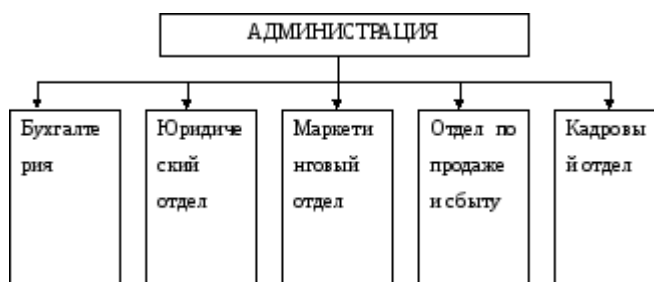 АДМИНИСТРАЦИЯ
Бухгалте
рия
Юридиче
ский
отдел
Маркети
нговый
отдел
Отдел по
продаже
и сбыту
Кадровы
й отдел